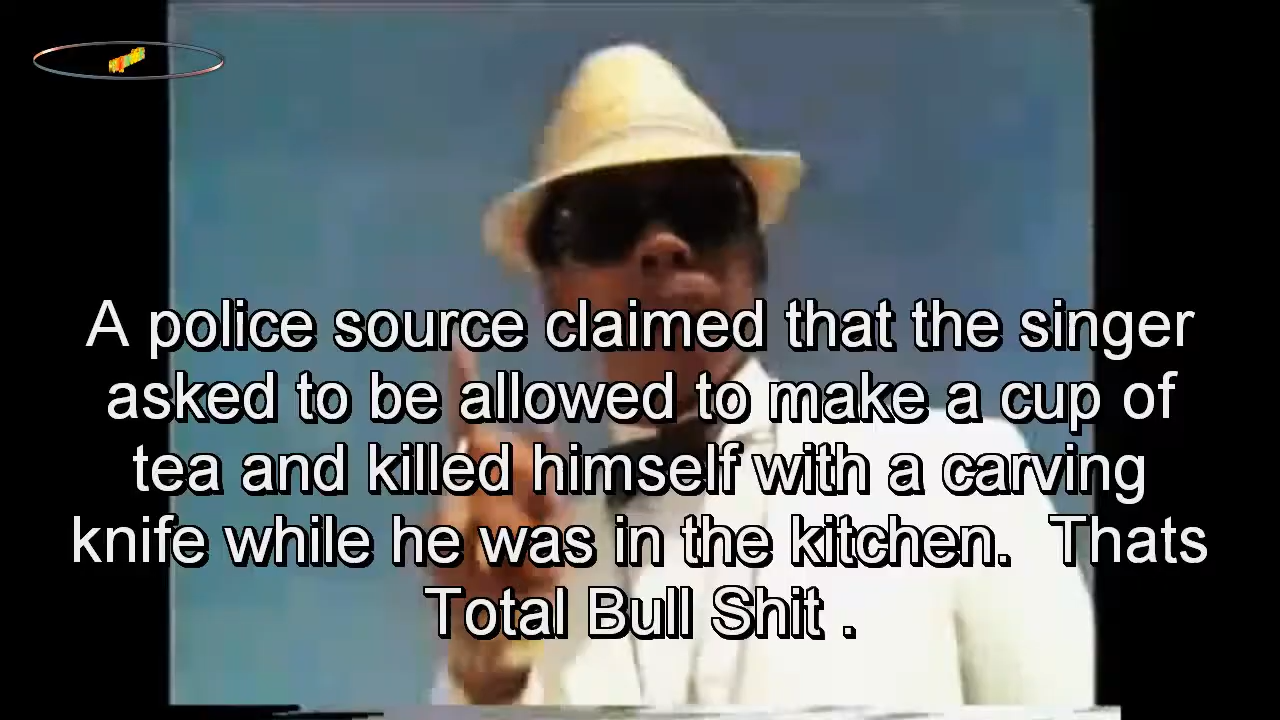 A police source claimed that the singer
asked to be allowed to make a cup of
tea and killed himself with a carving
knife while he was in the kitchen.  Thats
Total Bull Shit .